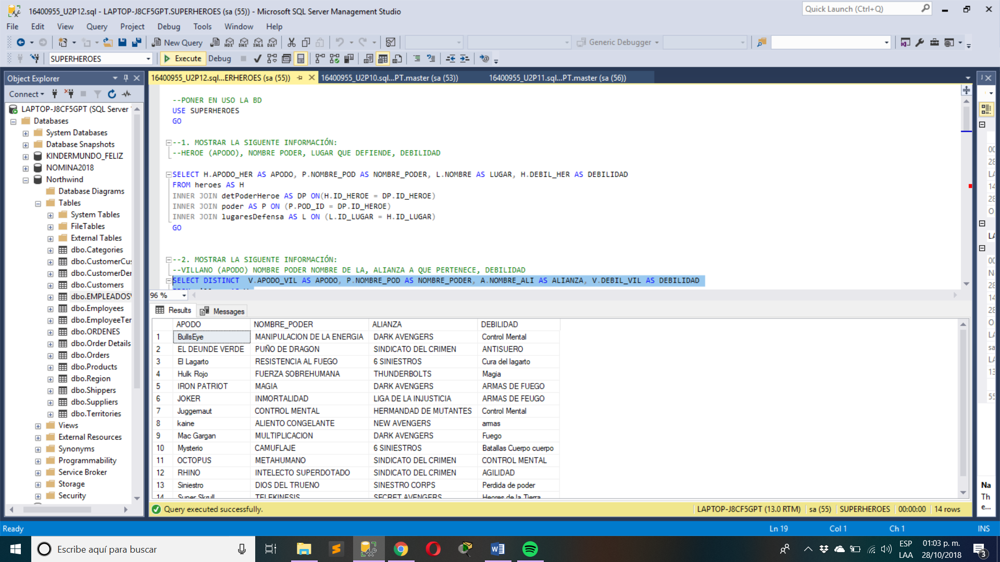 16400955_U2P12.sql - LAPTOP-J8CF5GPT.SUPERHEROES (sa (55)) - Microsoft SQL Server Management Studio
Quick Launch (Ctrl+Q)
File Edit View Query Project Debug Tools Window Help
New Query
Generic Debugger
SUPERHEROES
Execute Debug
Object Explorer
Connect
LAPTOP-J8CF5GPT (SQL Server
Databases
System Databases
Database Snapshots
KINDERMUNDO_FELIZ
NOMINA2018
Northwind
Database Diagrams
Tables
System Tables
FileTables
External Tables
dbo.Categories
dbo.CustomerCus
dbo.CustomerDer
dbo.Customers
dbo.EMPLEADOS
dbo.Employees
dbo.EmployeeTer
dbo.ORDENES
dbo.Order Details
dbo.Orders
dbo.Products
dbo.Region
dbo.Shippers
dbo.Suppliers
dbo.Territories
Views
External Resources
Synonyms
Programmability
Service Broker
Storage
Security
16400955_U2P12.sql...ERHEROES (sa (55)) 16400955_U2P10.sql...PT.master (sa (53)) 16400955_U2P11.sql...PT.master (sa (56))
--PONER EN USO LA BD
USE SUPERHEROES
GO
--1. MOSTRAR LA SIGUENTE INFORMACIÓN:
--HEROE (APODO), NOMBRE PODER, LUGAR QUE DEFIENDE, DEBILIDAD
SELECT H.APODO_HER AS APODO, P.NOMBRE_POD AS NOMBRE_PODER, L.NOMBRE AS LUGAR, H.DEBIL_HER AS DEBILIDAD
FROM heroes AS H
INNER JOIN detPoderHeroe AS DP ON(H.ID_HEROE = DP.ID_HEROE)
INNER JOIN poder AS P ON (P.POD_ID = DP.ID_HEROE)
INNER JOIN lugaresDefensa AS L ON (L.ID_LUGAR = H.ID_LUGAR)
GO
--2. MOSTRAR LA SIGUENTE INFORMACIÓN:
--VILLANO (APODO) NOMBRE PODER NOMBRE DE LA, ALIANZA A QUE PERTENECE, DEBILIDAD
SELECT DISTINCT V.APODO_VIL AS APODO, P.NOMBRE_POD AS NOMBRE_PODER, A.NOMBRE_ALI AS ALIANZA, V.DEBIL_VIL AS DEBILIDAD
96 %
Results Messages
APODO NOMBRE_PODER ALIANZA DEBILIDAD
1 BullsEye MANIPULACION DE LA ENERGIA DARK AVENGERS Control Mental
2 EL DEUNDE VERDE PUÑO DE DRAGON SINDICATO DEL CRIMEN ANTISUERO
3 El Lagarto RESISTENCIA AL FUEGO 6 SINIESTROS Cura del lagarto
4 Hulk Rojo FUERZA SOBREHUMANA THUNDERBOLTS Magia
5 IRON PATRIOT MAGIA DARK AVENGERS ARMAS DE FUEGO
6 JOKER INMORTALIDAD LIGA DE LA INJUSTICIA ARMAS DE FEUGO
7 Juggernaut CONTROL MENTAL HERMANDAD DE MUTANTES Control Mental
8 kaine ALIENTO CONGELANTE NEW AVENGERS armas
9 Mac Gargan MULTIPLICACION DARK AVENGERS Fuego
10 Mysterio CAMUFLAJE 6 SINIESTROS Batallas Cuerpo cuerpo
11 OCTOPUS METAHUMANO SINDICATO DEL CRIMEN CONTROL MENTAL
12 RHINO INTELECTO SUPERDOTADO SINDICATO DEL CRIMEN AGILIDAD
13 Siniestro DIOS DEL TRUENO SINESTRO CORPS Perdida de poder
14 Super Skrull TELEKINESIS SECRET AVENGERS Heores de la Tierra
Query executed successfully. LAPTOP-J8CF5GPT (13.0 RTM) sa (55) SUPERHEROES 00:00:00 14 rows
Na
Th
e...
Ready Ln 19 Col 1 Ch 1 INS
Escribe aquí para buscar
ESP
LAA
01:03 p. m.
28/10/2018
3